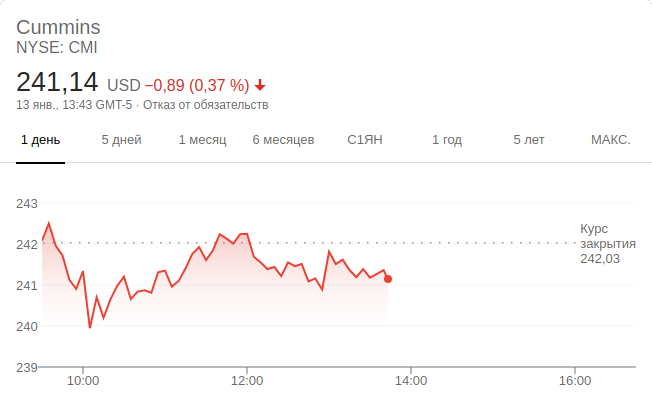 Cummins
NYSE: CMI
241,14 USD −0,89 (0,37 %)
13 янв., 13:43 GMT-5 · Отказ от обязательств
1 день 5 дней 1 месяц 6 месяцев С1ЯН 1 год 5 лет МАКС.
243
242
241
240
239
Курс
закрытия
242,03
10:00 12:00 14:00 16:00